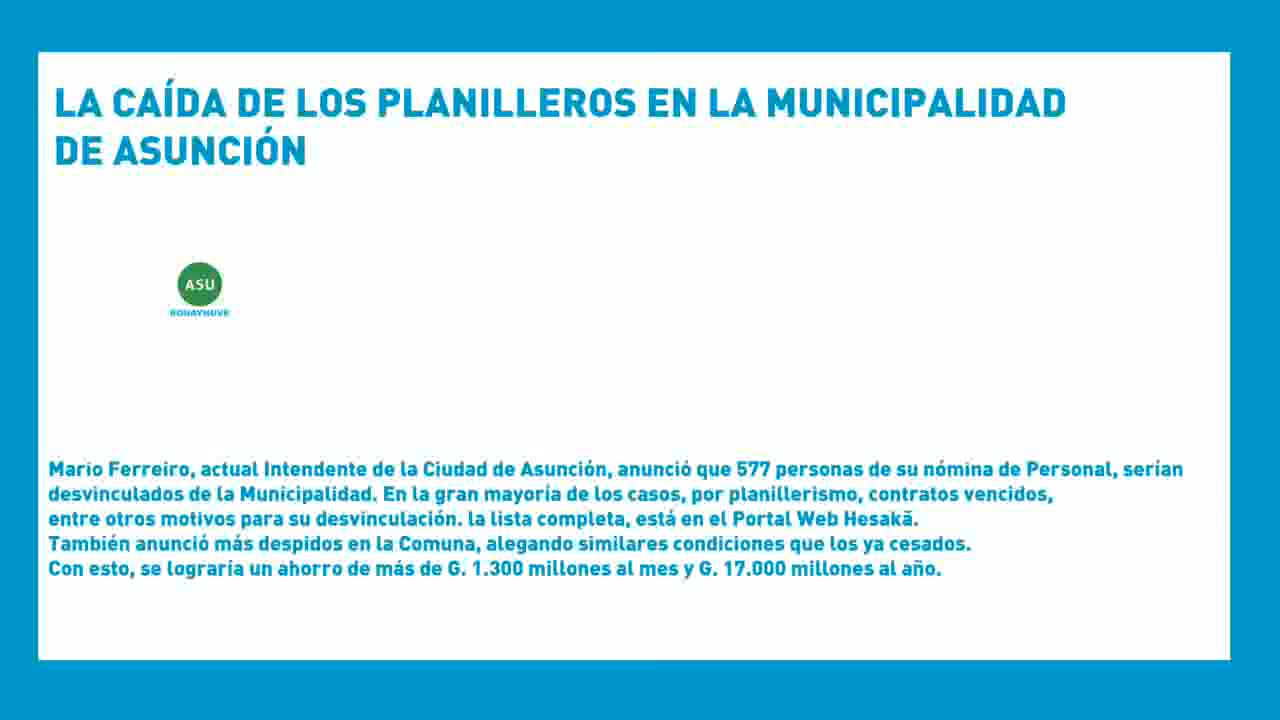 LA CAÍDA DE LOS PLANILLEROS EN LA MUNICIPALIDAD
DE ASUNCIÓN
ASU
Mario Ferreiro, actual Intendente de la Ciudad de Asunción, anunció que 577 personas de su nómina de Personal, serían
desvinculados de la Municipalidad. En la gran mayoría de los casos, por planillerismo, contratos vencidos,
entre otros motivos para su desvinculación. la lista completa, está en el Portal Web Hesakã.
También anunció más despidos en la Comuna, alegando similares condiciones que los ya cesados.
Con esto, se lograría un ahorro de más de G. 1.300 millones al mes y G. 17.000 millones al año.